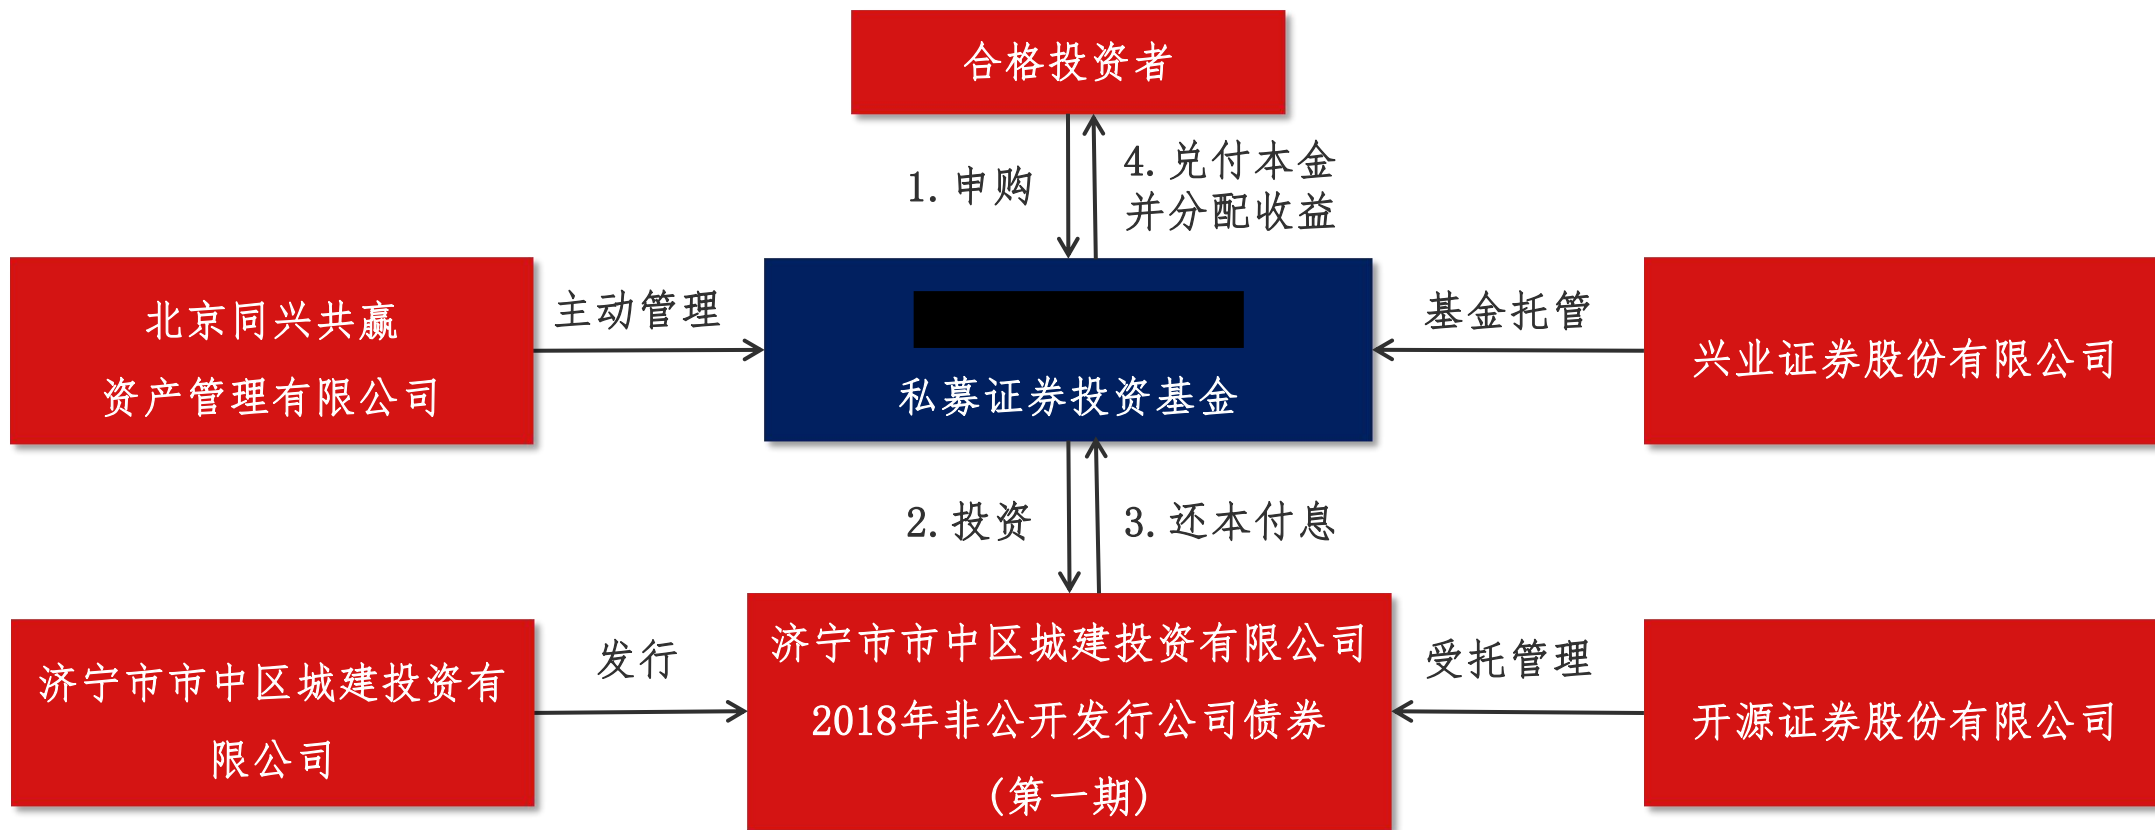 合格投资者
1.申购
4.兑付本金
并分配收益
北京同兴共赢
资产管理有限公司
主动管理
私募证券投资基金
基金托管
兴业证券股份有限公司
2.投资
3.还本付息
济宁市市中区城建投资有
限公司
发行
济宁市市中区城建投资有限公司
2018年非公开发行公司债券
(第一期)
受托管理
开源证券股份有限公司